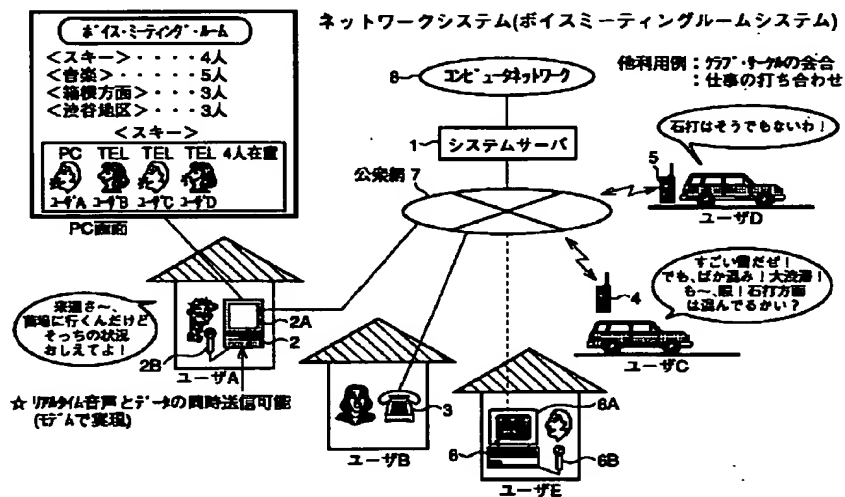 ネットワークシステム(ボイスミーティングルームシステム)
ボイス・ミーティング・ルーム
<スキー>・・・・4人
<音楽>・・・・・5人
<箱根方面>・・・3人
<渋谷地区>・・・3人
<スキー>
PC TEL TEL TEL 4人在室
ユーザA ユーザB ユーザC ユーザD
PC画面
8
コンピュータネットワーク
他利用例:クラブ・サークルの会合
:仕事の打ち合わせ
1
システムサーバ
公衆網 7
石打はそうでもないわ!
5
ユーザD
すごい雪だぜ!
でも、ばか混み!大渋滞!
も〜、眼!石打方面
は混んでるかい?
4
ユーザC
来週さ〜、
苗場に行くんだけど
そっちの状況
おしえてよ!
2A
2
2B
ユーザA
☆ リアルタイム音声とデータの同時送信可能
(モデムで実現)
3
ユーザB
6A
6
6B
ユーザE